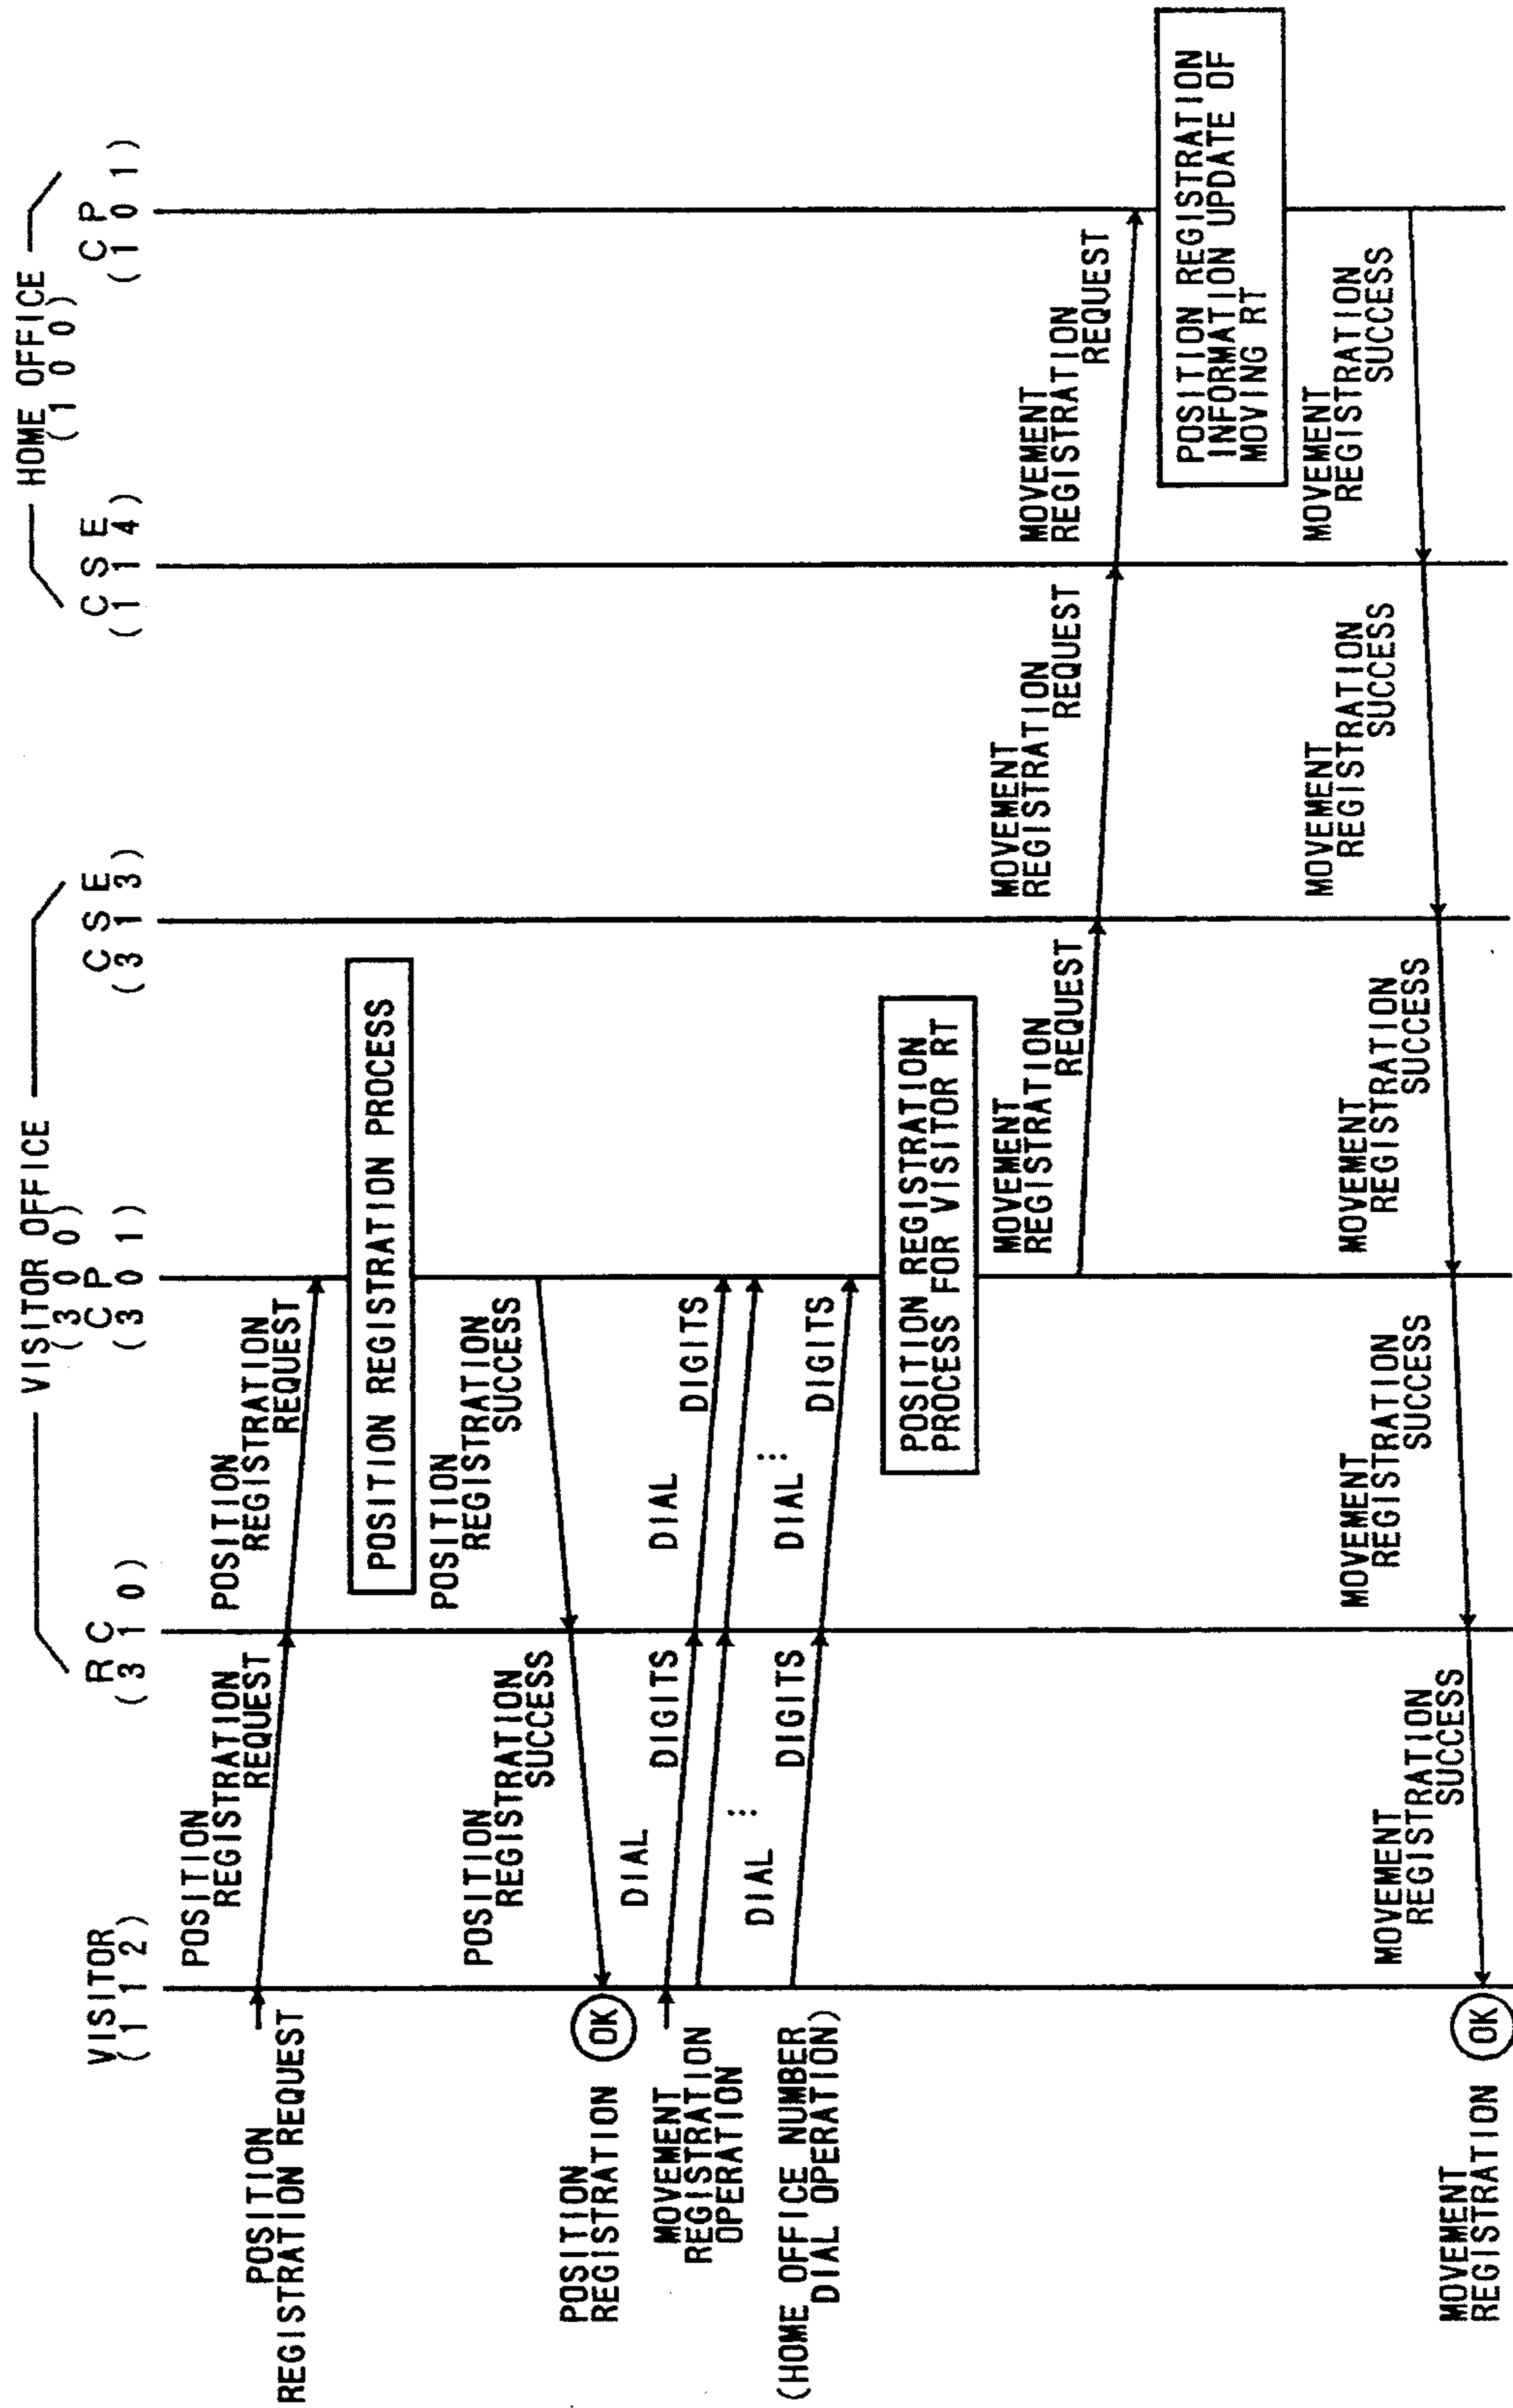 VISITOR OFFICE
(300)
HOME OFFICE
(100)
VISITOR
(112)
RC
(310)
CP
(301)
CSE
(313)
CSE
(114)
CP
(101)
POSITION
REGISTRATION REQUEST
POSITION
REGISTRATION
REQUEST
POSITION
REGISTRATION
REQUEST
POSITION REGISTRATION PROCESS
POSITION
REGISTRATION
SUCCESS
POSITION
REGISTRATION
SUCCESS
POSITION
REGISTRATION
OK
MOVEMENT
REGISTRATION
OPERATION
(HOME OFFICE NUMBER
DIAL OPERATION)
DIAL DIGITS
DIAL DIGITS
DIAL ... DIGITS
DIAL ... DIGITS
POSITION REGISTRATION
PROCESS FOR VISITOR RT
MOVEMENT
REGISTRATION
REQUEST
MOVEMENT
REGISTRATION
REQUEST
MOVEMENT
REGISTRATION
REQUEST
POSITION REGISTRATION
INFORMATION UPDATE OF
MOVING RT
MOVEMENT
REGISTRATION
SUCCESS
MOVEMENT
REGISTRATION
SUCCESS
MOVEMENT
REGISTRATION
SUCCESS
MOVEMENT
REGISTRATION
SUCCESS
MOVEMENT
REGISTRATION
SUCCESS
MOVEMENT
REGISTRATION
OK